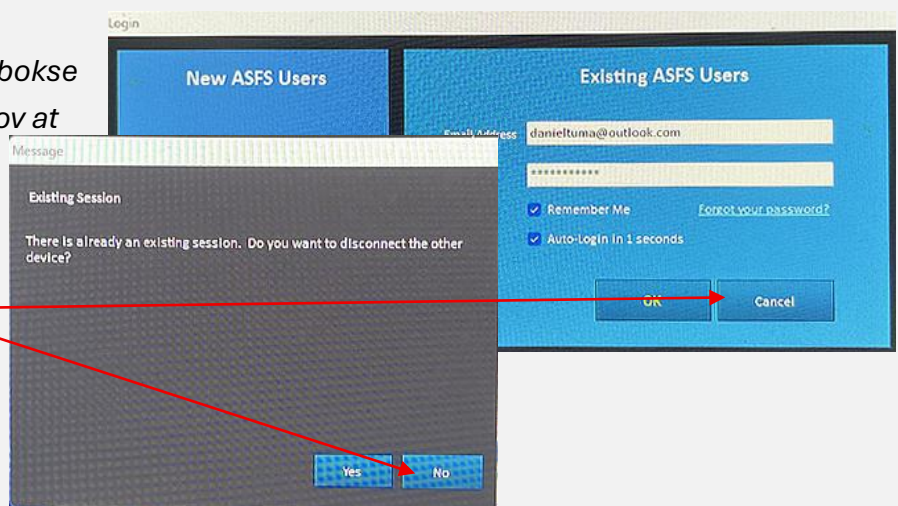 Login
bokse
ov at
New ASFS Users
Existing ASFS Users
Email Address
danieltuma@outlook.com
***********
Remember Me
Forgot your password?
Auto-Login in 1 seconds
OK
Cancel
Message
Existing Session
There is already an existing session. Do you want to disconnect the other
device?
Yes
No